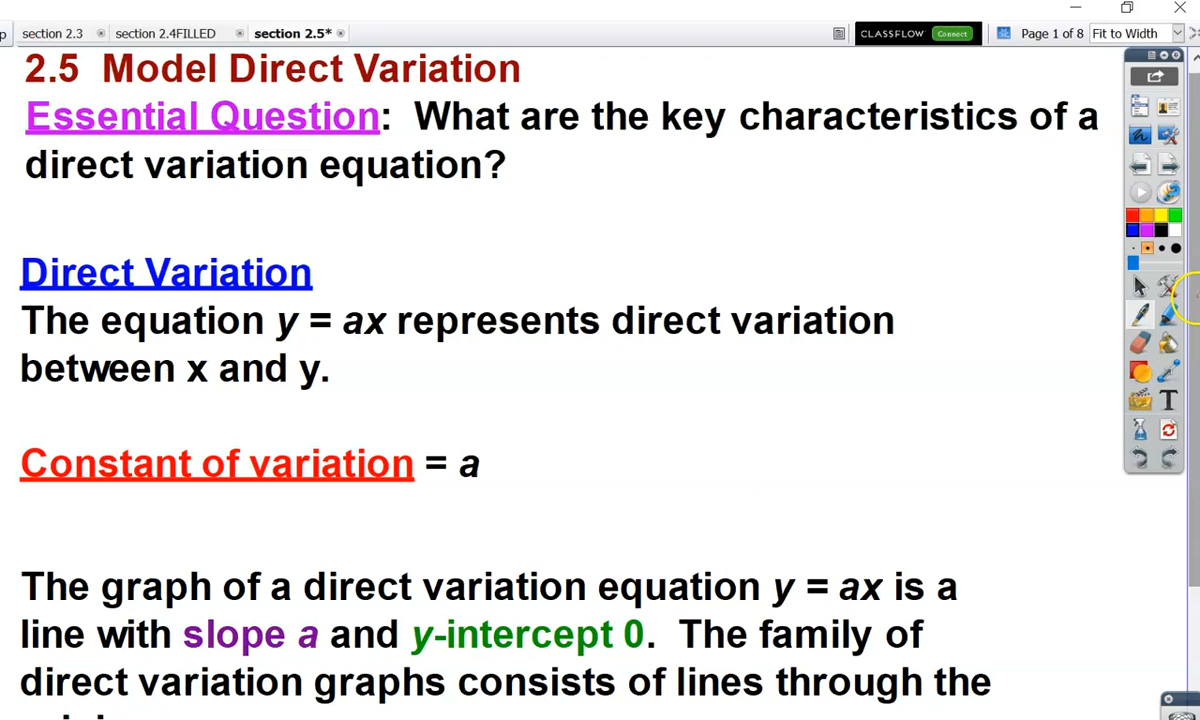 section 2.3
section 2.4FILLED
section 2.5*
CLASSFLOW Connect
Page 1 of 8
Fit to Width
2.5 Model Direct Variation
Essential Question: What are the key characteristics of a
direct variation equation?
Direct Variation
The equation y = ax represents direct variation
between x and y.
Constant of variation = a
The graph of a direct variation equation y = ax is a
line with slope a and y-intercept 0. The family of
direct variation graphs consists of lines through the